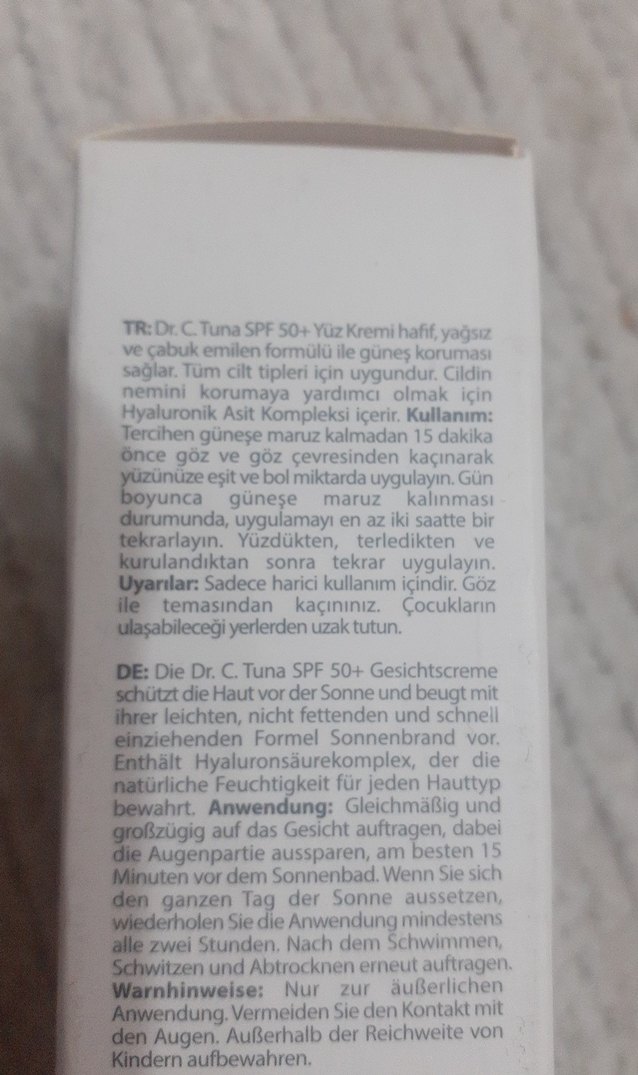 TR: Dr. C. Tuna SPF 50+ Yüz Kremi hafif, yağsız
ve çabuk emilen formülü ile güneş koruması
sağlar. Tüm cilt tipleri için uygundur. Cildin
nemini korumaya yardımcı olmak için
Hyaluronik Asit Kompleksi içerir. Kullanım:
Tercihen güneşe maruz kalmadan 15 dakika
önce göz ve göz çevresinden kaçınarak
yüzünüze eşit ve bol miktarda uygulayın. Gün
boyunca güneşe maruz kalınması
durumunda, uygulamayı en az iki saatte bir
tekrarlayın. Yüzdükten, terledikten ve
kurulandıktan sonra tekrar uygulayın.
Uyarılar: Sadece harici kullanım içindir. Göz
ile temasından kaçınınız. Çocukların
ulaşabileceği yerlerden uzak tutun.
DE: Die Dr. C. Tuna SPF 50+ Gesichtscreme
schützt die Haut vor der Sonne und beugt mit
ihrer leichten, nicht fettenden und schnell
einziehenden Formel Sonnenbrand vor.
Enthält Hyaluronsäurekomplex, der die
natürliche Feuchtigkeit für jeden Hauttyp
bewahrt. Anwendung: Gleichmäßig und
großzügig auf das Gesicht auftragen, dabei
die Augenpartie aussparen, am besten 15
Minuten vor dem Sonnenbad. Wenn Sie sich
den ganzen Tag der Sonne aussetzen,
wiederholen Sie die Anwendung mindestens
alle zwei Stunden. Nach dem Schwimmen,
Schwitzen und Abtrocknen erneut auftragen.
Warnhinweise: Nur zur äußerlichen
Anwendung. Vermeiden Sie den Kontakt mit
den Augen. Außerhalb der Reichweite von
Kindern aufbewahren.